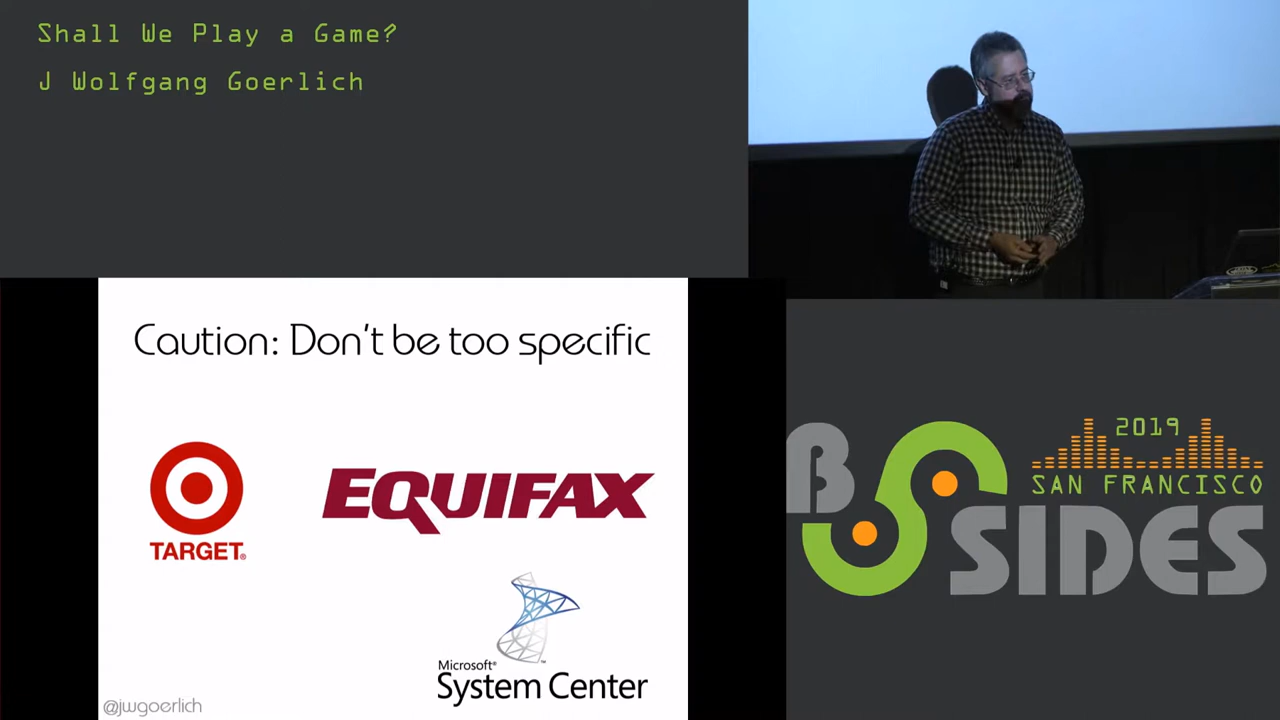 Shall We Play a Game?
J Wolfgang Goerlich
Caution: Don't be too specific
TARGET®
EQUIFAX
Microsoft®
System Center™
@jwgoerlich
2019
SAN FRANCISCO
B SIDES